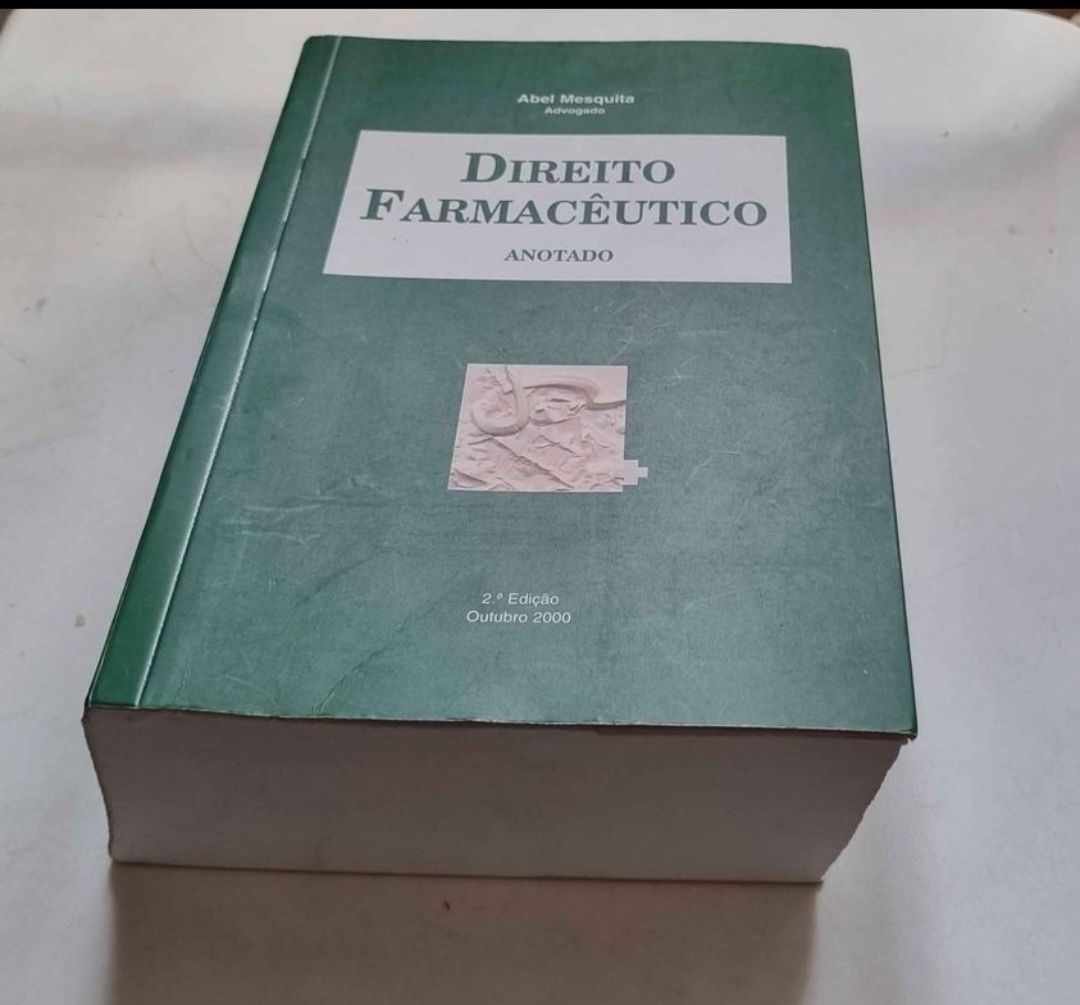 Abel Mesquita
Advogado
DIREITO
FARMACÊUTICO
ANOTADO
2.ª Edição
Outubro 2000